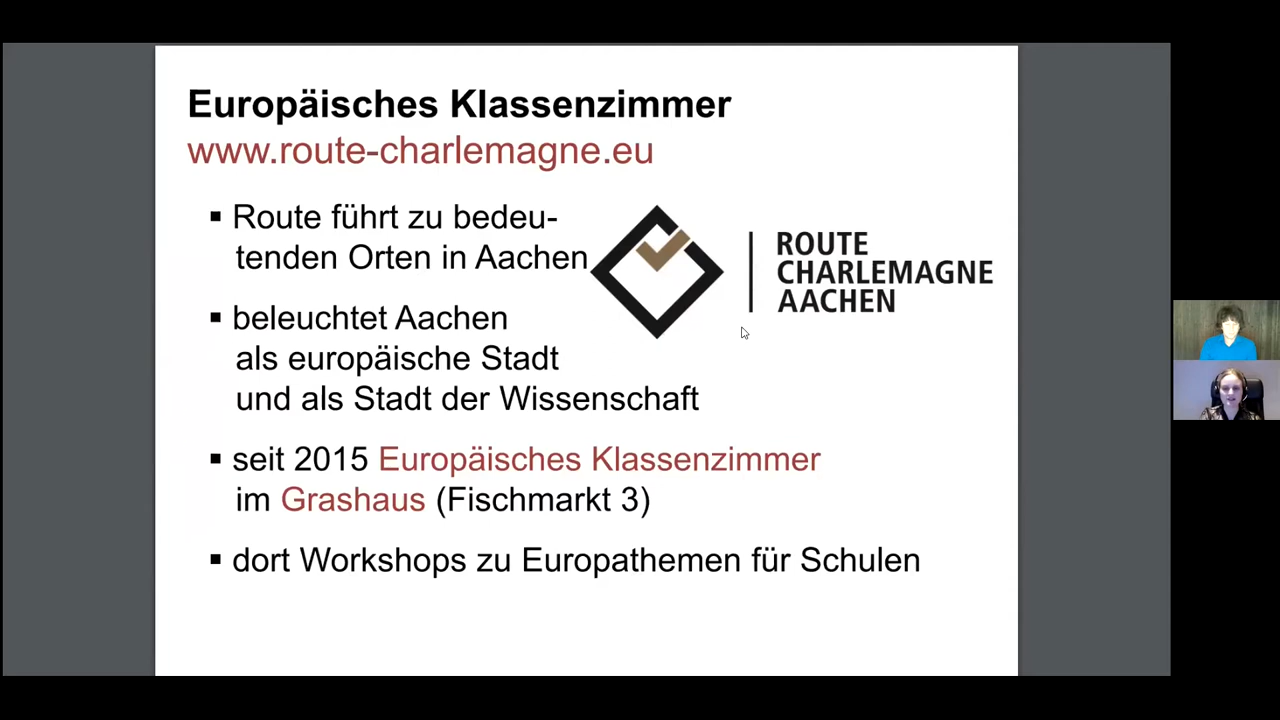 Europäisches Klassenzimmer
www.route-charlemagne.eu
▪ Route führt zu bedeu-
tenden Orten in Aachen
ROUTE
CHARLEMAGNE
AACHEN
▪ beleuchtet Aachen
als europäische Stadt
und als Stadt der Wissenschaft
▪ seit 2015 Europäisches Klassenzimmer
im Grashaus (Fischmarkt 3)
▪ dort Workshops zu Europathemen für Schulen